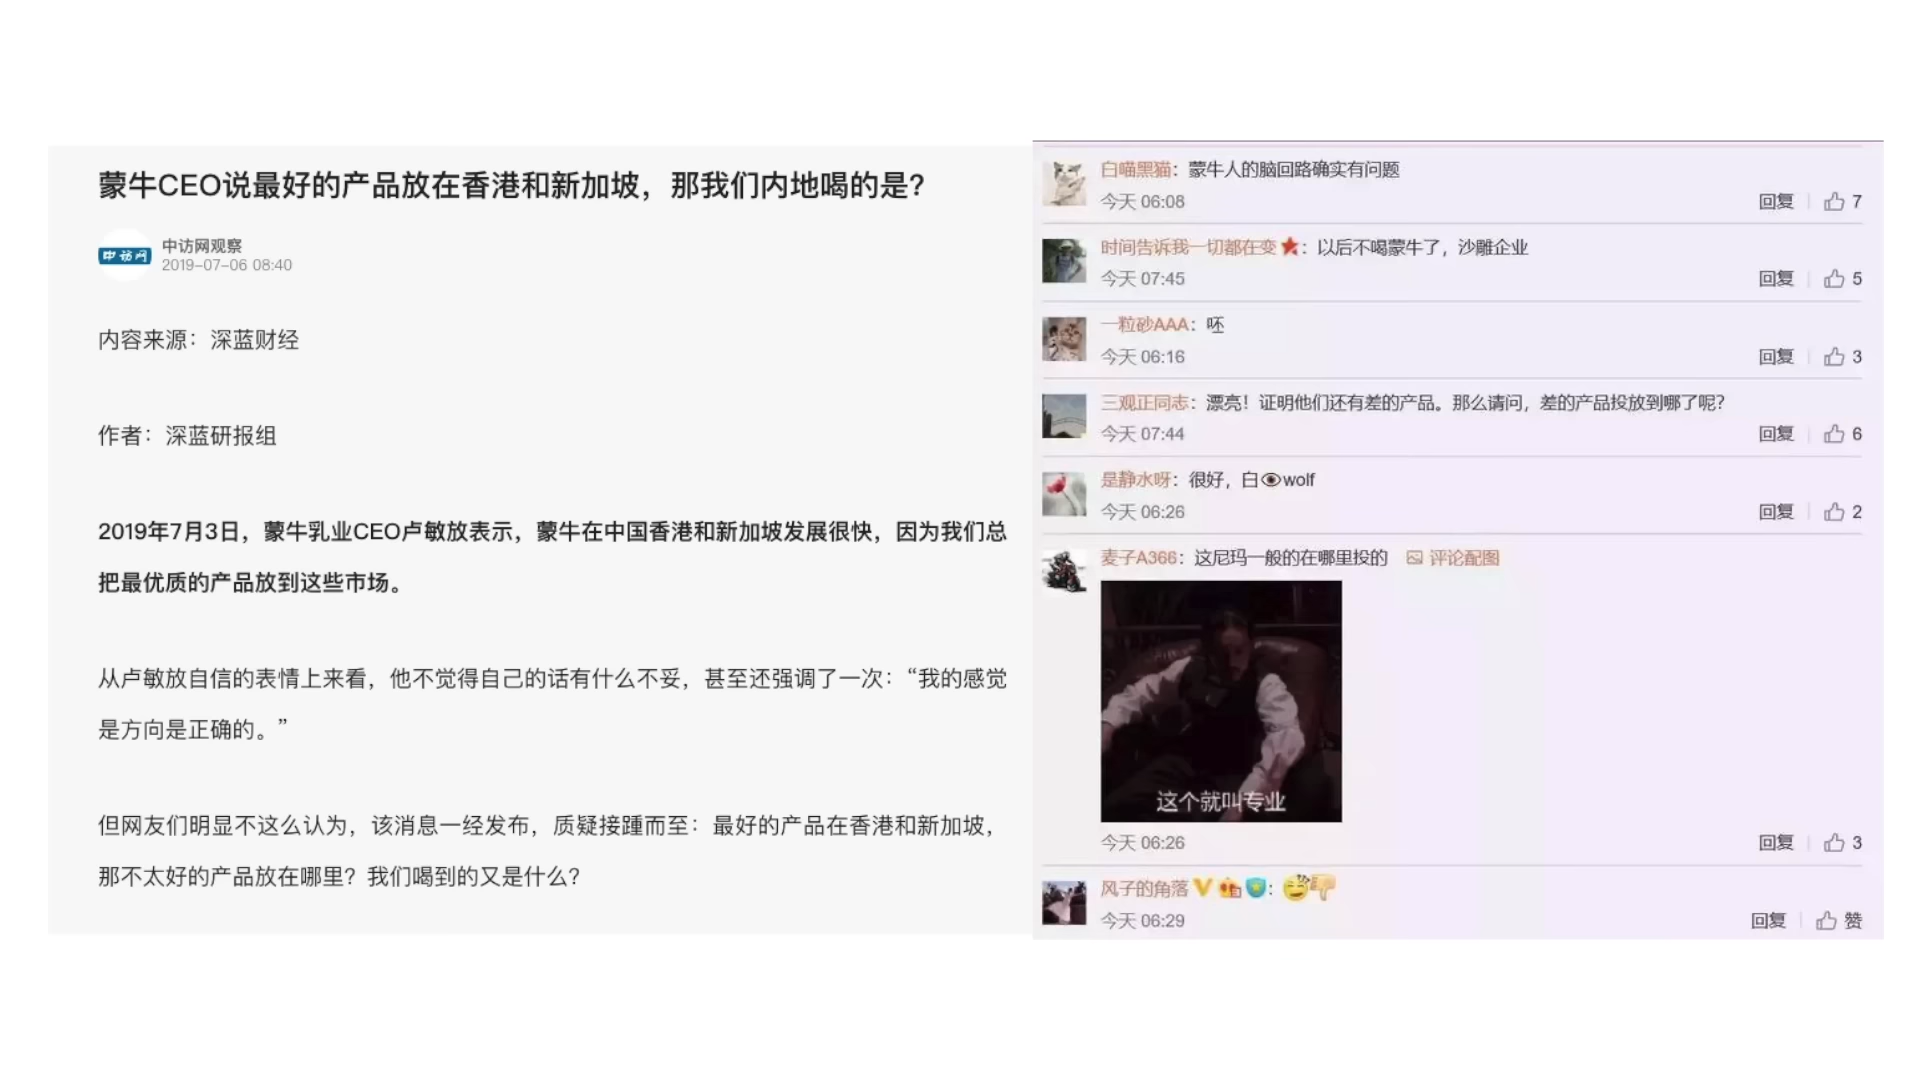 蒙牛CEO说最好的产品放在香港和新加坡，那我们内地喝的是？
中访网
中访网观察
2019-07-06 08:40
内容来源：深蓝财经
作者：深蓝研报组
2019年7月3日，蒙牛乳业CEO卢敏放表示，蒙牛在中国香港和新加坡发展很快，因为我们总
把最优质的产品放到这些市场。
从卢敏放自信的表情上来看，他不觉得自己的话有什么不妥，甚至还强调了一次：“我的感觉
是方向是正确的。”
但网友们明显不这么认为，该消息一经发布，质疑接踵而至：最好的产品在香港和新加坡，
那不太好的产品放在哪里？我们喝到的又是什么？
白喵黑猫：蒙牛人的脑回路确实有问题
今天 06:08
回复 7
时间告诉我一切都在变：以后不喝蒙牛了，沙雕企业
今天 07:45
回复 5
一粒砂AAA：呸
今天 06:16
回复 3
三观正同志：漂亮！证明他们还有差的产品。那么请问，差的产品投放到哪了呢？
今天 07:44
回复 6
是静水呀：很好，白👁wolf
今天 06:26
回复 2
麦子A366：这尼玛一般的在哪里投的 评论配图
这个就叫专业
今天 06:26
回复 3
风子的角落：
今天 06:29
回复 赞